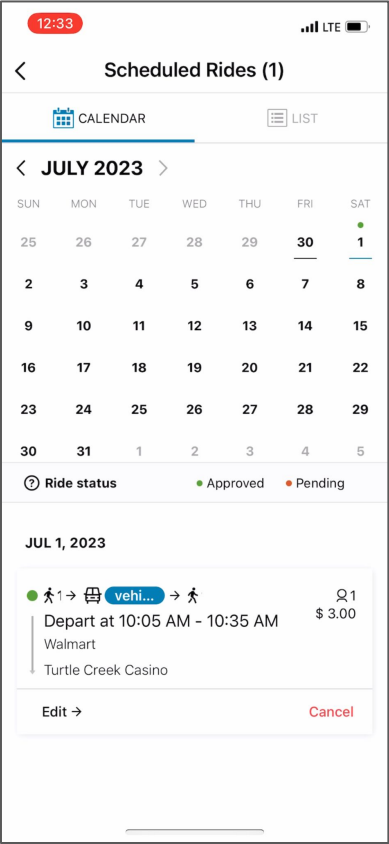 12:33
LTE
Scheduled Rides (1)
CALENDAR LIST
JULY 2023
SUN MON TUE WED THU FRI SAT
25 26 27 28 29 30 1
2 3 4 5 6 7 8
9 10 11 12 13 14 15
16 17 18 19 20 21 22
23 24 25 26 27 28 29
30 31 1 2 3 4 5
? Ride status Approved Pending
JUL 1, 2023
1→ vehi... → 1
Depart at 10:05 AM - 10:35 AM $ 3.00
Walmart
Turtle Creek Casino
Edit → Cancel